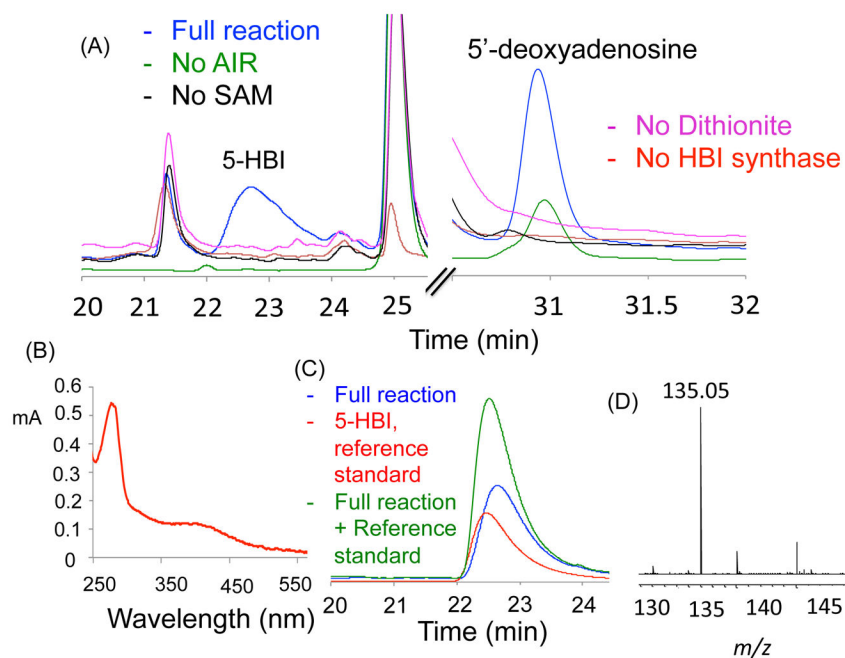 (A)
- Full reaction
- No AIR
- No SAM
5-HBI
5’-deoxyadenosine
- No Dithionite
- No HBI synthase
20 21 22 23 24 25 31 31.5 32
Time (min)
(B)
mA
0.6
0.5
0.4
0.3
0.2
0.1
0
250 350 450 550
Wavelength (nm)
(C)
- Full reaction
- 5-HBI,
reference
standard
- Full reaction
+ Reference
standard
20 21 22 23 24
Time (min)
(D)
135.05
130 135 140 145
m/z